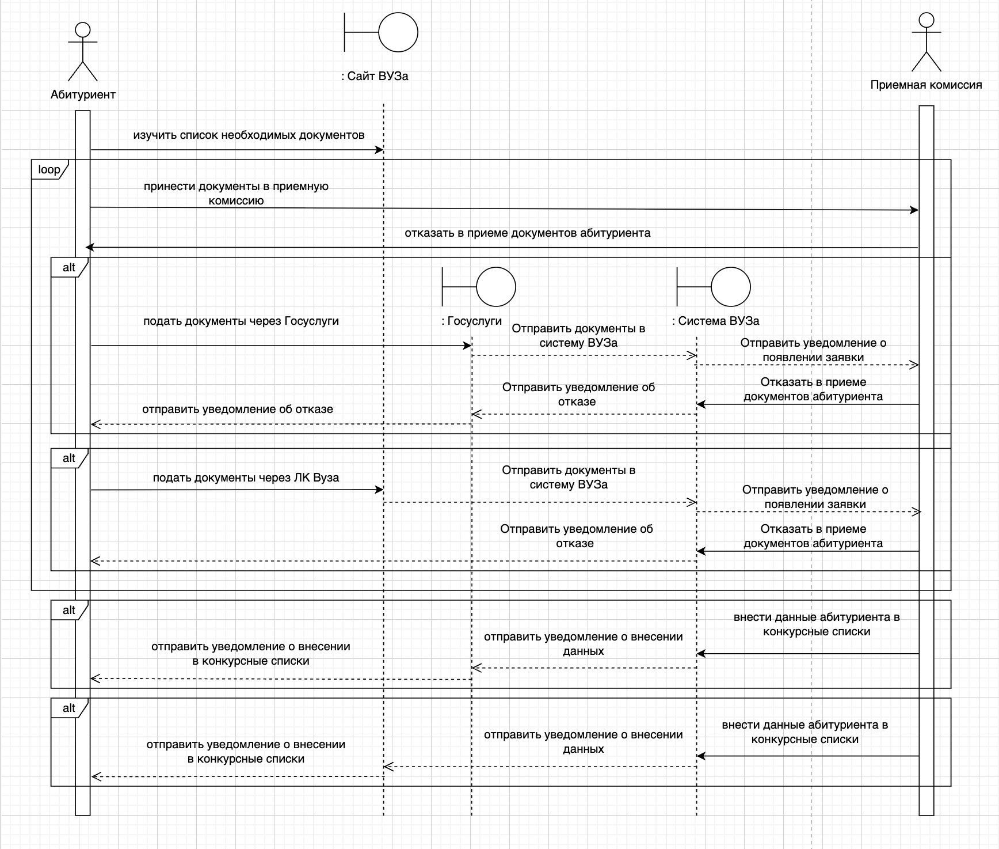 : Сайт ВУЗа
Абитуриент
Приемная комиссия
изучить список необходимых документов
loop
принести документы в приемную
комиссию
отказать в приеме документов абитуриента
alt
подать документы через Госуслуги
: Госуслуги
: Система ВУЗа
Отправить документы в
систему ВУЗа
Отправить уведомление о
появлении заявки
Отказать в приеме
документов абитуриента
Отправить уведомление об
отказе
отправить уведомление об отказе
alt
подать документы через ЛК Вуза
Отправить документы в
систему ВУЗа
Отправить уведомление о
появлении заявки
Отказать в приеме
документов абитуриента
Отправить уведомление об
отказе
alt
внести данные абитуриента в
конкурсные списки
отправить уведомление о внесении
данных
отправить уведомление о внесении
в конкурсные списки
alt
внести данные абитуриента в
конкурсные списки
отправить уведомление о внесении
данных
отправить уведомление о внесении
в конкурсные списки